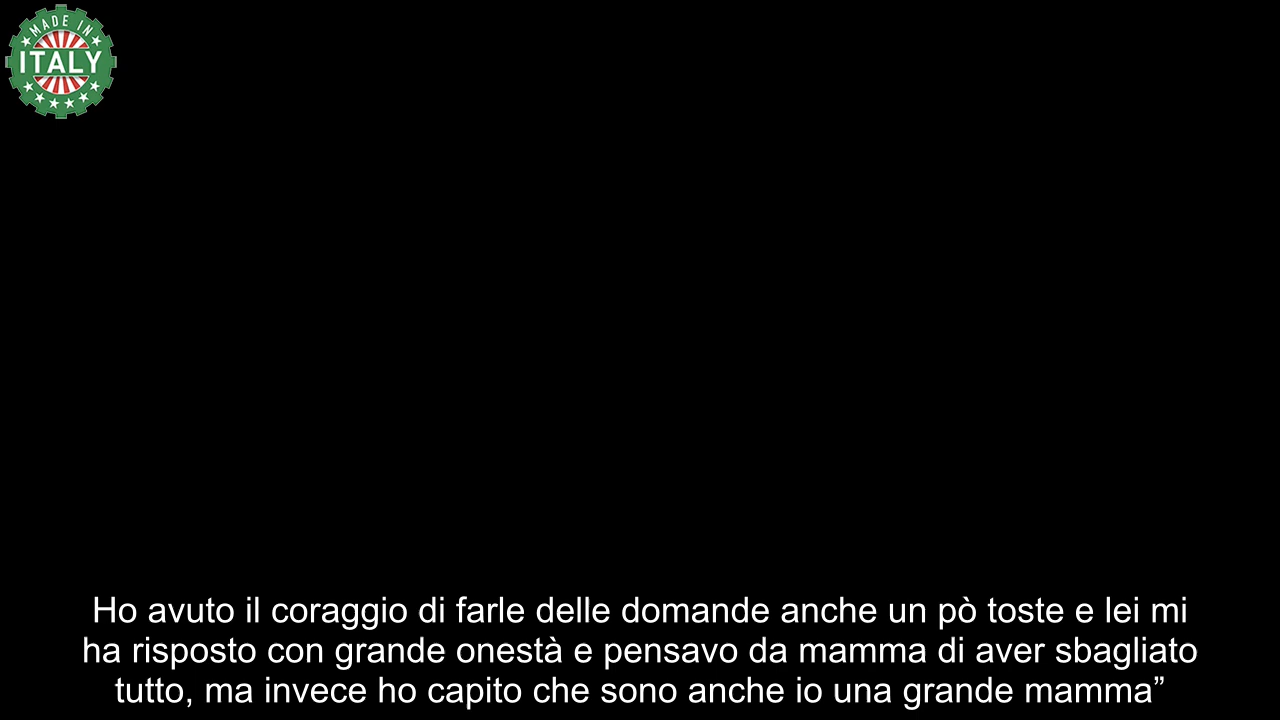 MADE IN
ITALY
Ho avuto il coraggio di farle delle domande anche un pò toste e lei mi
ha risposto con grande onestà e pensavo da mamma di aver sbagliato
tutto, ma invece ho capito che sono anche io una grande mamma”